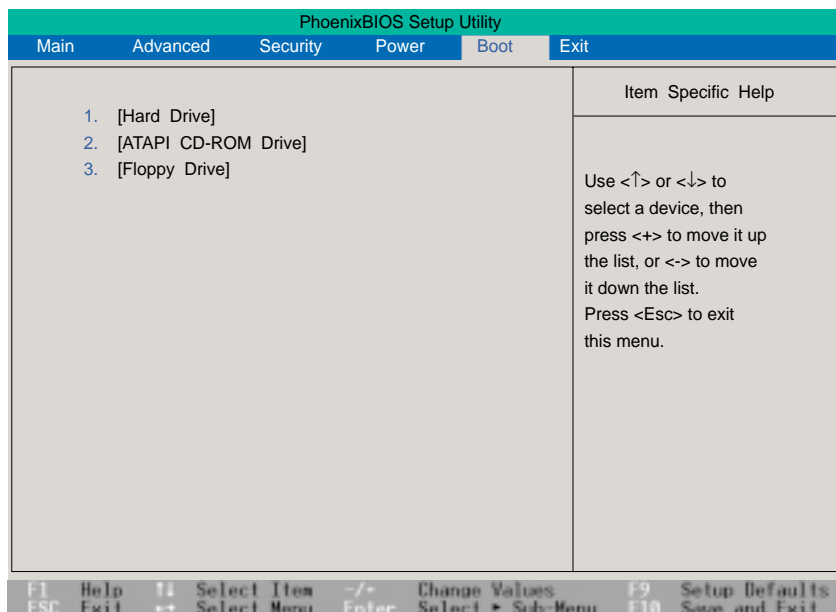 PhoenixBIOS Setup Utility
Main Advanced Security Power Boot Exit
1. [Hard Drive]
2. [ATAPI CD-ROM Drive]
3. [Floppy Drive]
Item Specific Help
Use <↑> or <↓> to
select a device, then
press <+> to move it up
the list, or <-> to move
it down the list.
Press <Esc> to exit
this menu.
F1 Help ↑↓ Select Item -/+ Change Values F9 Setup Defaults
ESC Exit ←→ Select Menu Enter Select ► Sub-Menu F10 Save and Exit